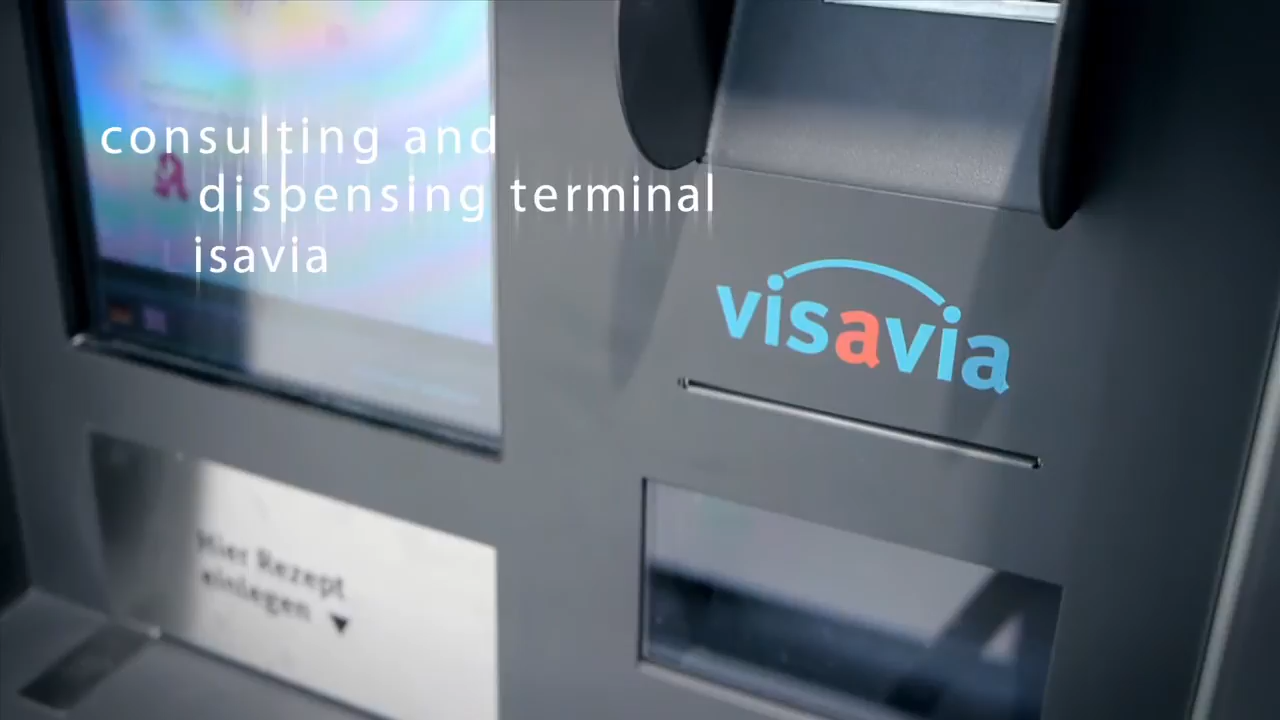 consulting and
dispensing terminal
isavia
visavia
Hier Rezept
einlegen